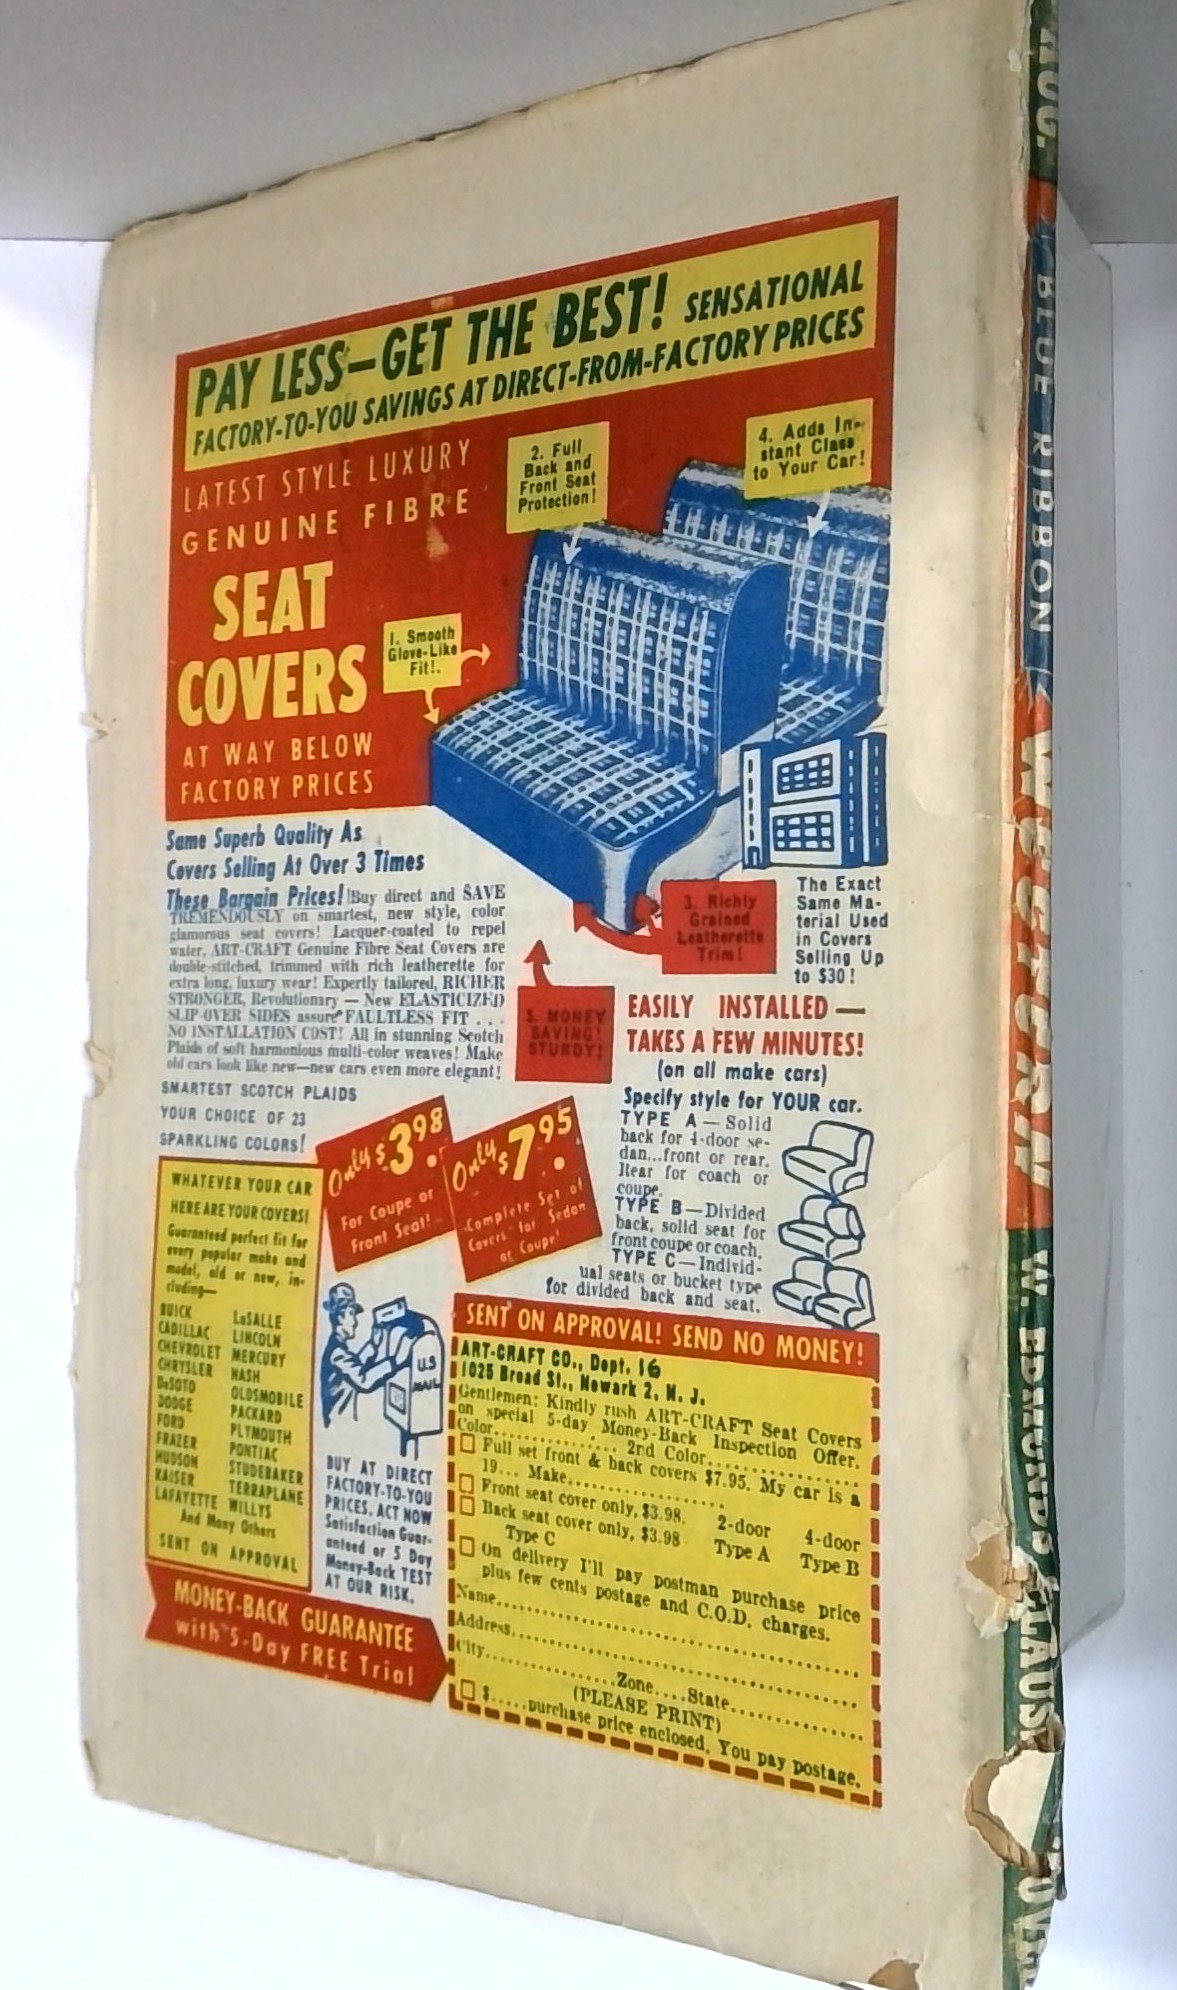 PAY LESS—GET THE BEST! SENSATIONAL
FACTORY-TO-YOU SAVINGS AT DIRECT-FROM-FACTORY PRICES
LATEST STYLE LUXURY
GENUINE FIBRE
SEAT
COVERS
AT WAY BELOW
FACTORY PRICES
1. Smooth
Glove-Like
Fit!
2. Full
Back and
Front Seat
Protection!
4. Adds In-
stant Class
to Your Car!
3. Richly
Grained
Leatherette
Trim!
5. MONEY
SAVING!
STURDY!
The Exact
Same Ma-
terial Used
in Covers
Selling Up
to $30!
Same Superb Quality As
Covers Selling At Over 3 Times
These Bargain Prices! Buy direct and SAVE
TREMENDOUSLY on smartest, new style, color
glamorous seat covers! Lacquer-coated to repel
water, ART-CRAFT Genuine Fibre Seat Covers are
double-stitched, trimmed with rich leatherette for
extra long, luxury wear! Expertly tailored, RICHER
STRONGER, Revolutionary — New ELASTICIZED
SLIP-OVER SIDES assure FAULTLESS FIT . . .
NO INSTALLATION COST! All in stunning Scotch
Plaids of soft harmonious multi-color weaves! Make
old cars look like new—new cars even more elegant!
SMARTEST SCOTCH PLAIDS
YOUR CHOICE OF 23
SPARKLING COLORS!
Only $3.98
For Coupe or
Front Seat!
Only $7.95
Complete Set of
Covers for Sedan
or Coupe!
EASILY INSTALLED —
TAKES A FEW MINUTES!
(on all make cars)
Specify style for YOUR car.
TYPE A — Solid
back for 4-door se-
dan...front or rear.
Rear for coach or
coupe.
TYPE B—Divided
back, solid seat for
front coupe or coach.
TYPE C—Individ-
ual seats or bucket type
for divided back and seat.
WHATEVER YOUR CAR
HERE ARE YOUR COVERS!
Guaranteed perfect fit for
every popular make and
model, old or new, in-
cluding—
BUICK LaSALLE
CADILLAC LINCOLN
CHEVROLET MERCURY
CHRYSLER NASH
DeSOTO OLDSMOBILE
DODGE PACKARD
FORD PLYMOUTH
FRAZER PONTIAC
HUDSON STUDEBAKER
KAISER TERRAPLANE
LAFAYETTE WILLYS
And Many Others
SENT ON APPROVAL
U.S
MAIL
BUY AT DIRECT
FACTORY-TO-YOU
PRICES. ACT NOW
Satisfaction Guar-
anteed or 5 Day
Money-Back TEST
AT OUR RISK.
MONEY-BACK GUARANTEE
with 5-Day FREE Trial
SENT ON APPROVAL! SEND NO MONEY!
ART-CRAFT CO., Dept. 16
1025 Broad St., Newark 2, N. J.
Gentlemen: Kindly rush ART-CRAFT Seat Covers
on special 5-day, Money-Back Inspection Offer.
Color................ 2nd Color................
Full set front & back covers $7.95. My car is a
19... Make.....................
Front seat cover only, $3.98. 2-door 4-door
Back seat cover only, $3.98 Type A Type B
Type C
On delivery I'll pay postman purchase price
plus few cents postage and C.O.D. charges.
Name..........................................
Address.......................................
City.................Zone....State.............
(PLEASE PRINT)
$.....purchase price enclosed. You pay postage.
AUG.
BLUE RIBBON
WESTERN
W. EDMUNDS CLAUSSEN